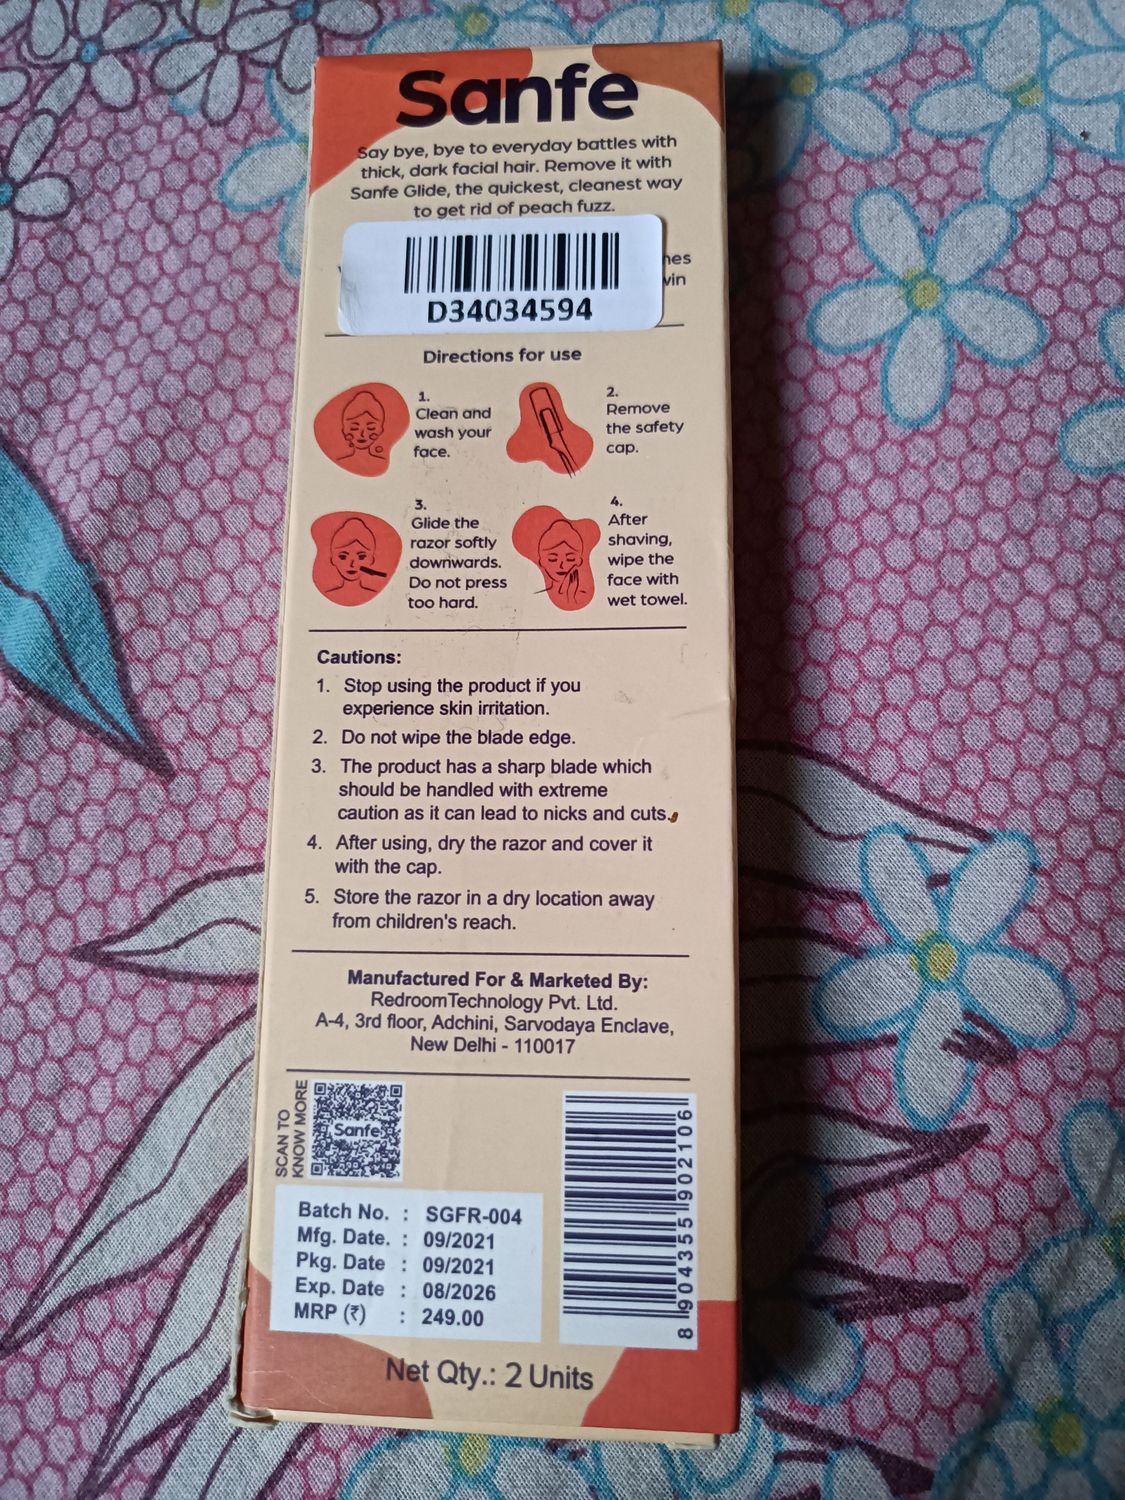 Sanfe
Say bye, bye to everyday battles with
thick, dark facial hair. Remove it with
Sanfe Glide, the quickest, cleanest way
to get rid of peach fuzz.
D34034594
Directions for use
1.
Clean and
wash your
face.
2.
Remove
the safety
cap.
3.
Glide the
razor softly
downwards.
Do not press
too hard.
4.
After
shaving,
wipe the
face with
wet towel.
Cautions:
1. Stop using the product if you
experience skin irritation.
2. Do not wipe the blade edge.
3. The product has a sharp blade which
should be handled with extreme
caution as it can lead to nicks and cuts.
4. After using, dry the razor and cover it
with the cap.
5. Store the razor in a dry location away
from children's reach.
Manufactured For & Marketed By:
RedroomTechnology Pvt. Ltd.
A-4, 3rd floor, Adchini, Sarvodaya Enclave,
New Delhi - 110017
SCAN TO
KNOW MORE
Sanfe
Batch No. : SGFR-004
Mfg. Date. : 09/2021
Pkg. Date : 09/2021
Exp. Date : 08/2026
MRP (₹) : 249.00
8 904355 902106
Net Qty.: 2 Units